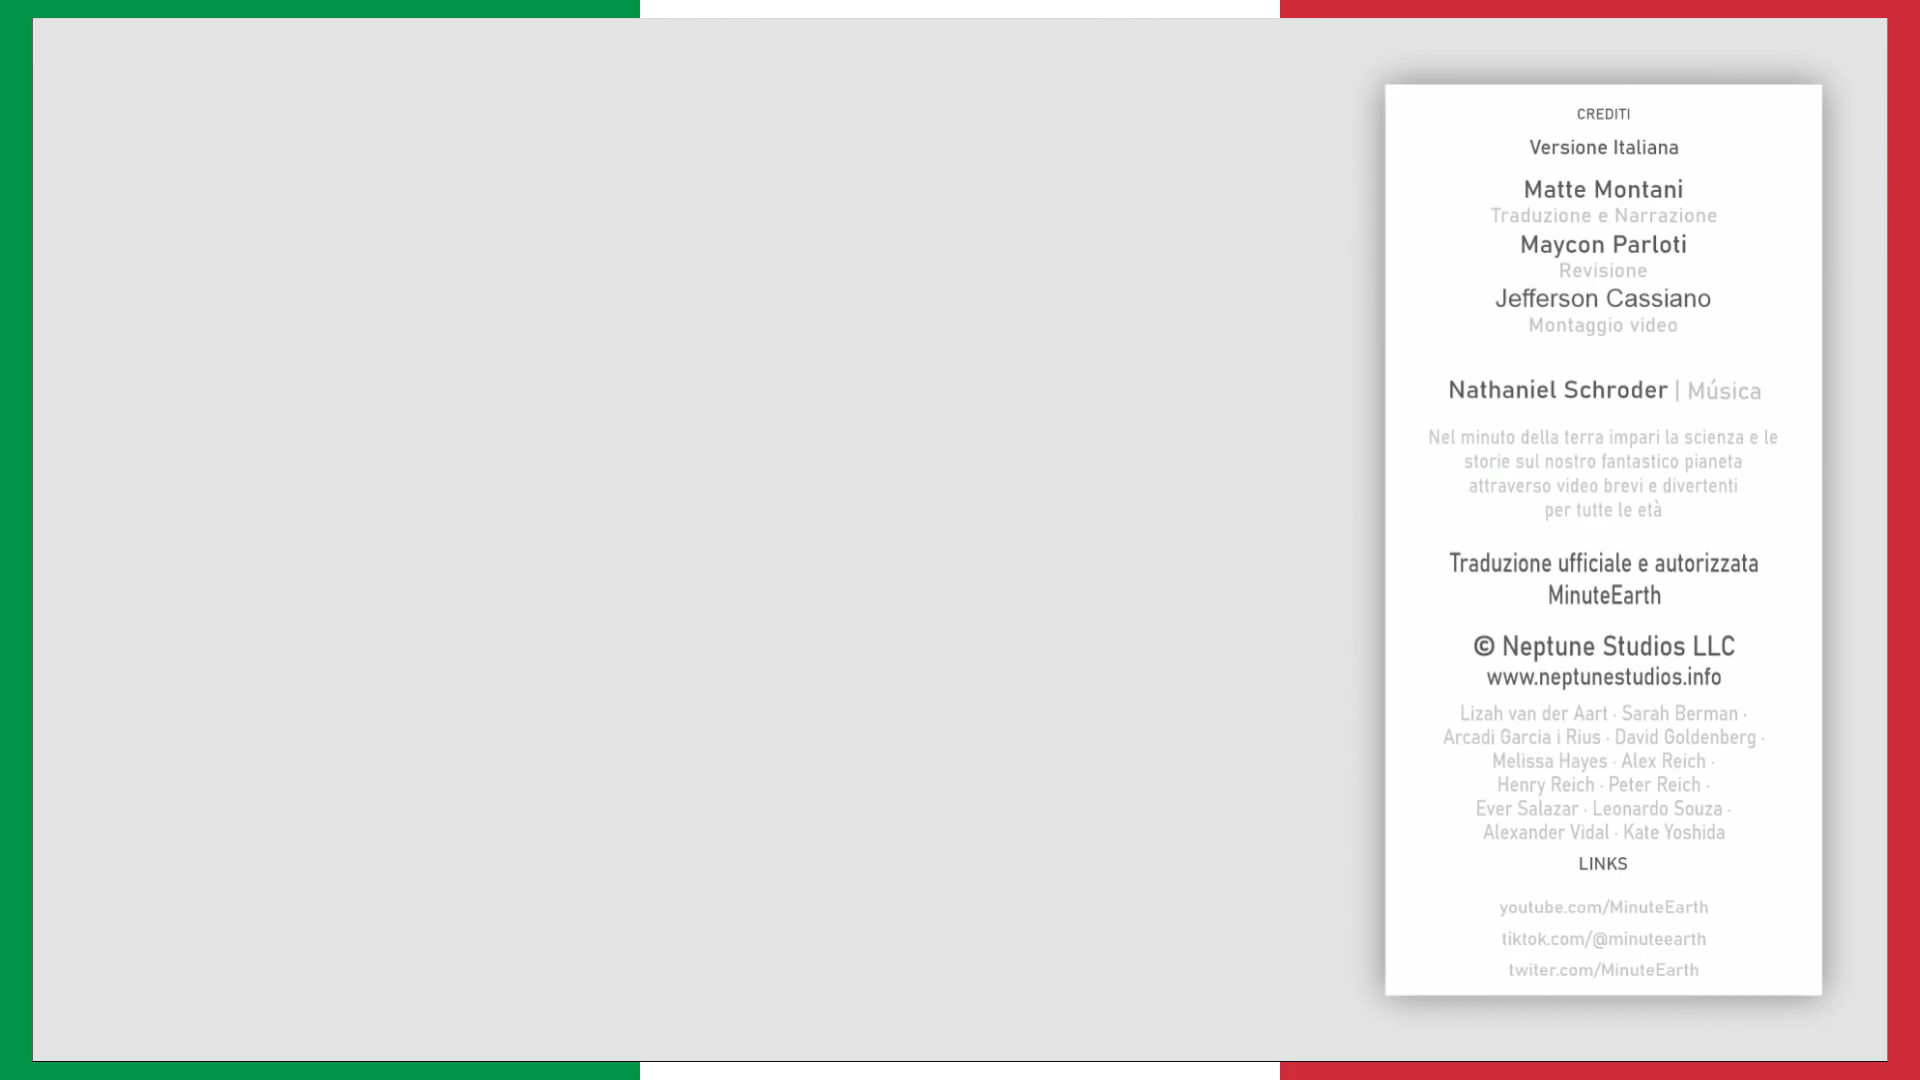 CREDITI
Versione Italiana
Matte Montani
Traduzione e Narrazione
Maycon Parloti
Revisione
Jefferson Cassiano
Montaggio video
Nathaniel Schroder | Música
Nel minuto della terra impari la scienza e le
storie sul nostro fantastico pianeta
attraverso video brevi e divertenti
per tutte le età
Traduzione ufficiale e autorizzata
MinuteEarth
© Neptune Studios LLC
www.neptunestudios.info
Lizah van der Aart · Sarah Berman ·
Arcadi Garcia i Rius · David Goldenberg ·
Melissa Hayes · Alex Reich ·
Henry Reich · Peter Reich ·
Ever Salazar · Leonardo Souza ·
Alexander Vidal · Kate Yoshida
LINKS
youtube.com/MinuteEarth
tiktok.com/@minuteearth
twiter.com/MinuteEarth